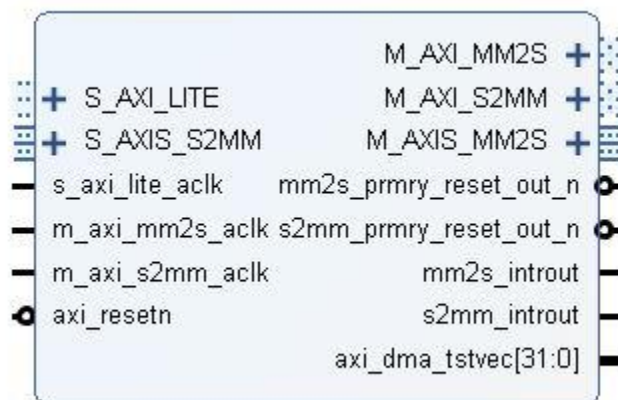 M_AXI_MM2S
S_AXI_LITE M_AXI_S2MM
S_AXIS_S2MM M_AXIS_MM2S
s_axi_lite_aclk mm2s_prmry_reset_out_n
m_axi_mm2s_aclk s2mm_prmry_reset_out_n
m_axi_s2mm_aclk mm2s_introut
axi_resetn s2mm_introut
axi_dma_tstvec[31:0]